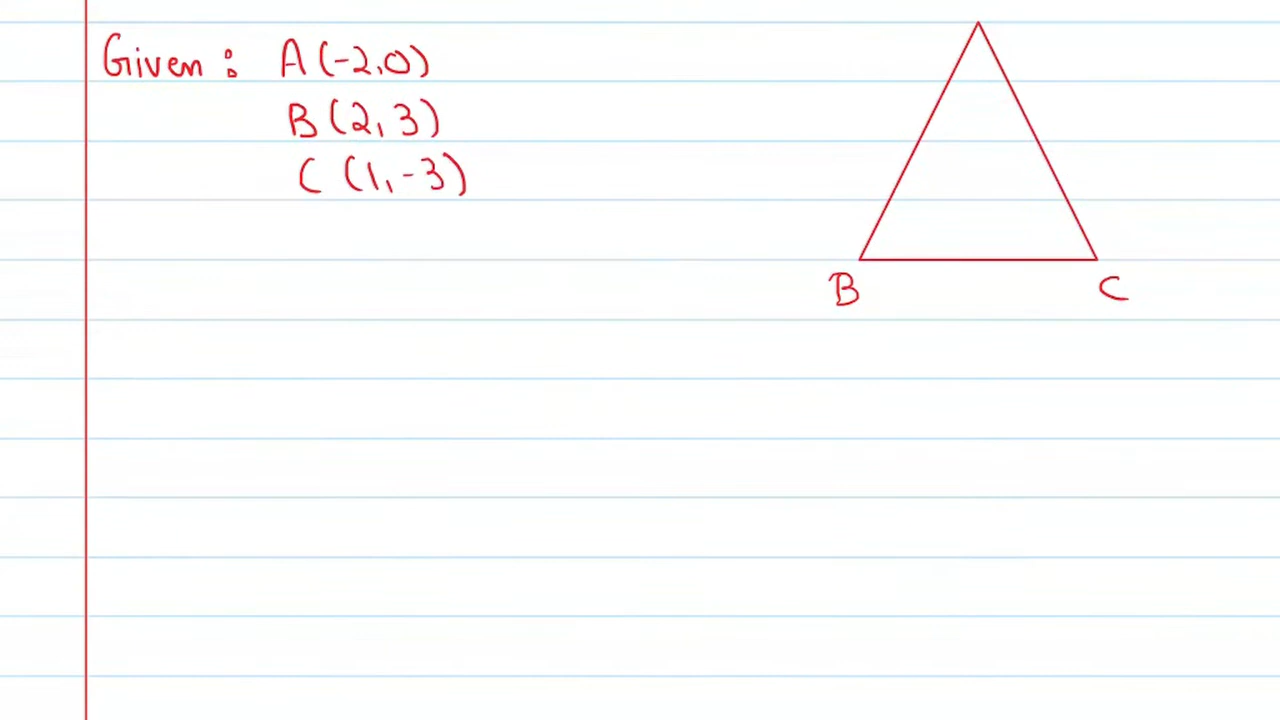 Given : A (-2,0)
B (2, 3)
C (1, -3)
B
C